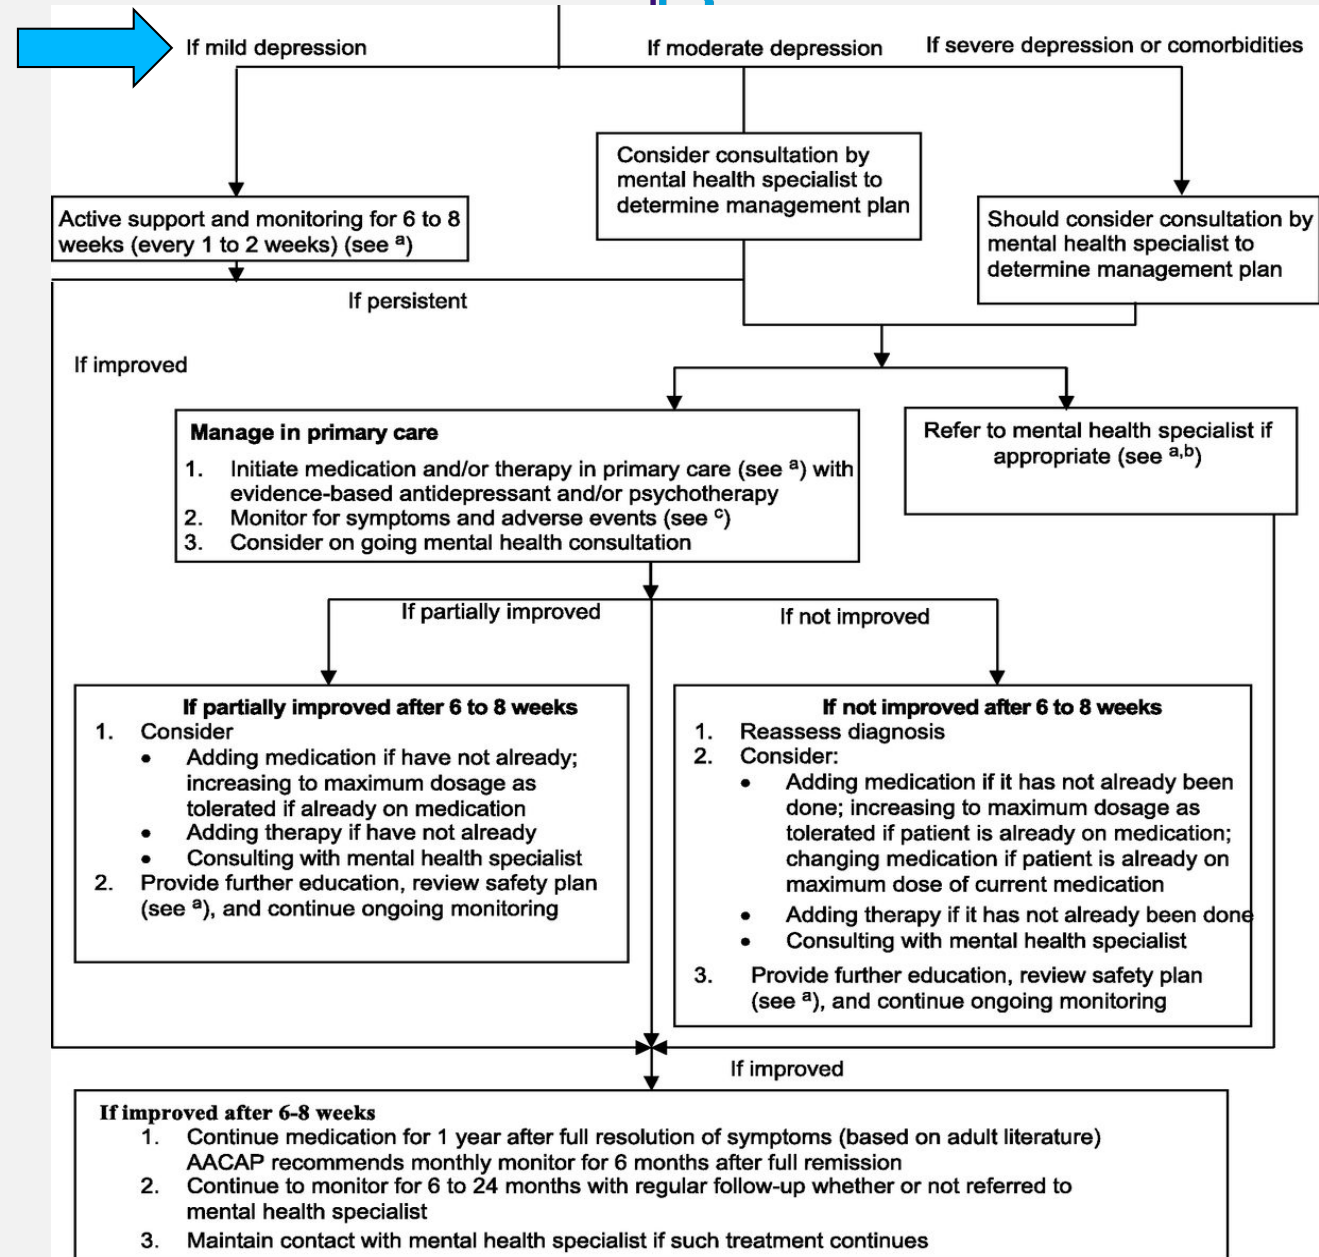 If mild depression
If moderate depression
If severe depression or comorbidities
Consider consultation by
mental health specialist to
determine management plan
Active support and monitoring for 6 to 8
weeks (every 1 to 2 weeks) (see a)
Should consider consultation by
mental health specialist to
determine management plan
If persistent
If improved
Manage in primary care
1. Initiate medication and/or therapy in primary care (see a) with
evidence-based antidepressant and/or psychotherapy
2. Monitor for symptoms and adverse events (see c)
3. Consider on going mental health consultation
Refer to mental health specialist if
appropriate (see a,b)
If partially improved
If not improved
If partially improved after 6 to 8 weeks
1. Consider
• Adding medication if have not already;
increasing to maximum dosage as
tolerated if already on medication
• Adding therapy if have not already
• Consulting with mental health specialist
2. Provide further education, review safety plan
(see a), and continue ongoing monitoring
If not improved after 6 to 8 weeks
1. Reassess diagnosis
2. Consider:
• Adding medication if it has not already been
done; increasing to maximum dosage as
tolerated if patient is already on medication;
changing medication if patient is already on
maximum dose of current medication
• Adding therapy if it has not already been done
• Consulting with mental health specialist
3. Provide further education, review safety plan
(see a), and continue ongoing monitoring
If improved
If improved after 6-8 weeks
1. Continue medication for 1 year after full resolution of symptoms (based on adult literature)
AACAP recommends monthly monitor for 6 months after full remission
2. Continue to monitor for 6 to 24 months with regular follow-up whether or not referred to
mental health specialist
3. Maintain contact with mental health specialist if such treatment continues